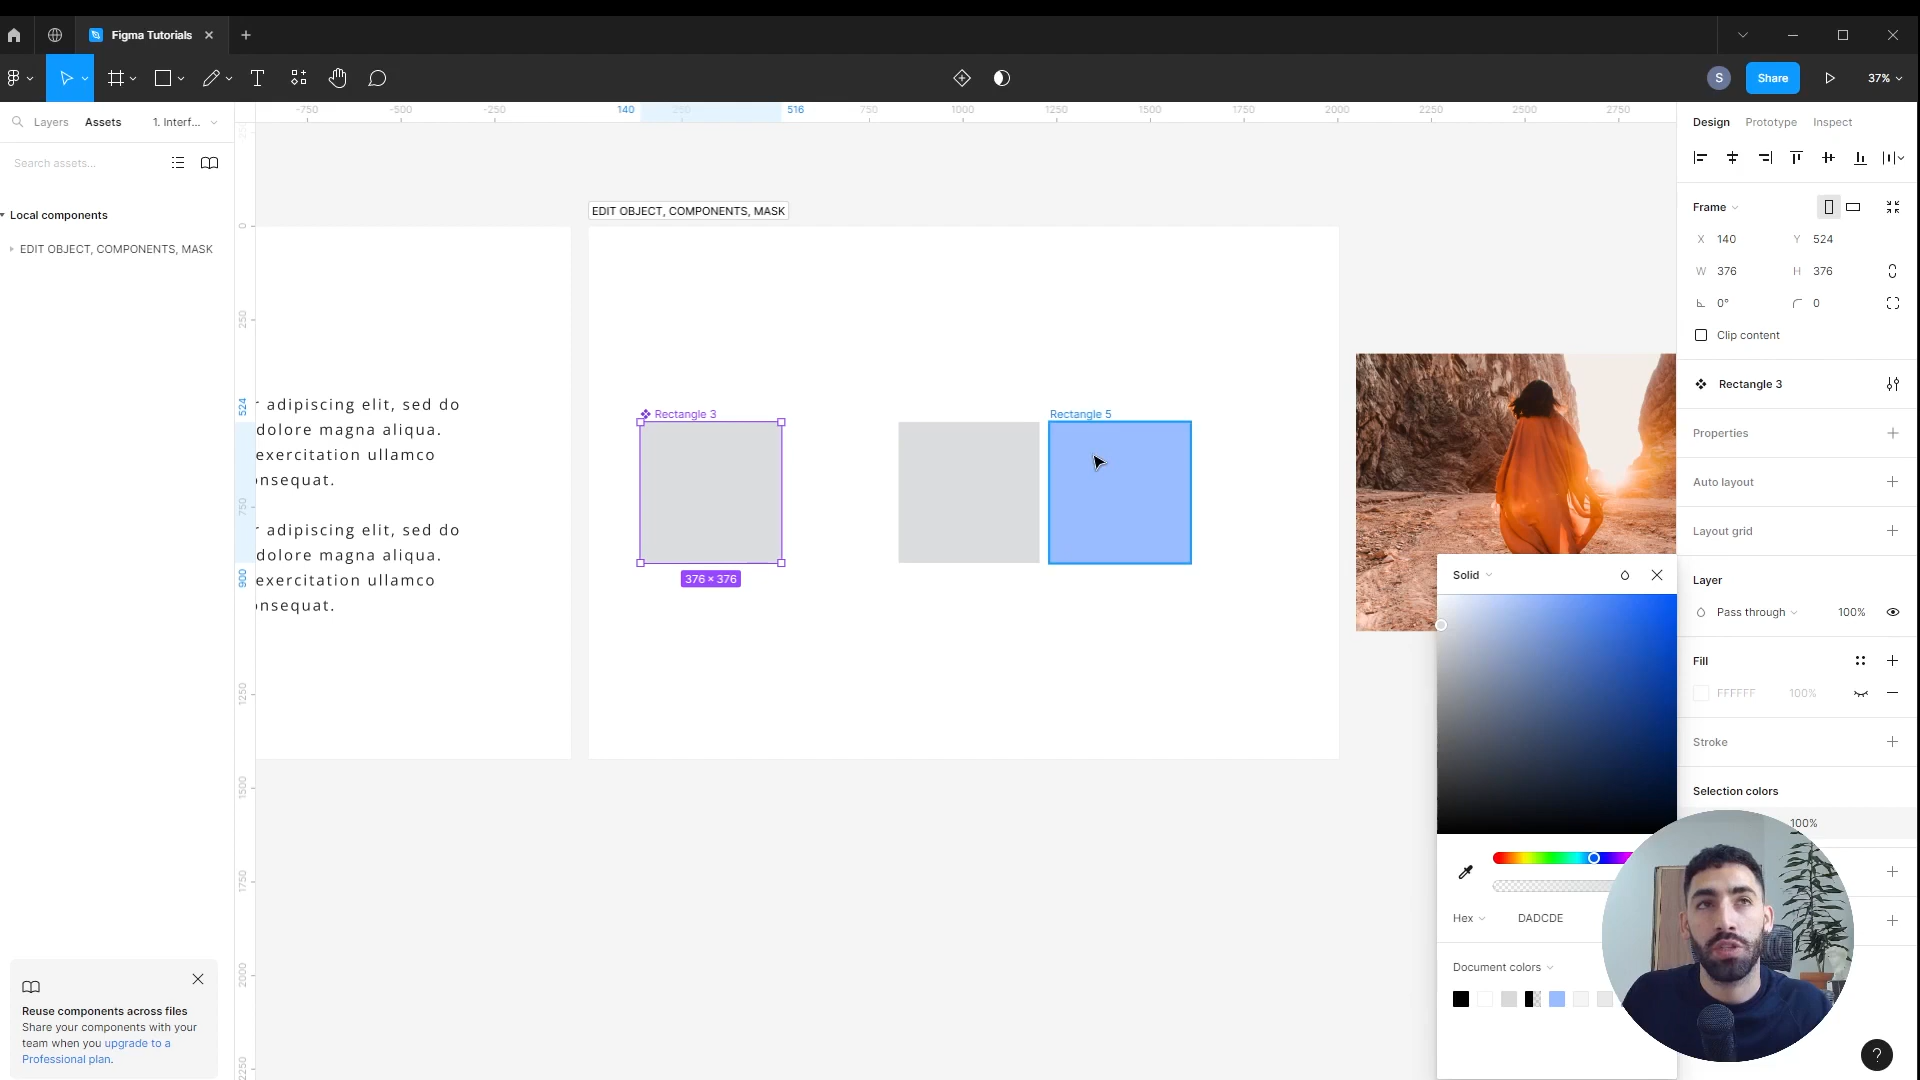 Figma Tutorials
S
Share
37%
Layers
Assets
1. Interf...
Search assets...
Local components
EDIT OBJECT, COMPONENTS, MASK
Reuse components across files
Share your components with your
team when you upgrade to a
Professional plan.
-750
-500
-250
140
516
750
1000
1250
1500
1750
2000
2250
2500
2750
0
250
524
750
900
1250
1500
1750
2000
2250
r adipiscing elit, sed do
dolore magna aliqua.
exercitation ullamco
onsequat.
r adipiscing elit, sed do
dolore magna aliqua.
exercitation ullamco
onsequat.
EDIT OBJECT, COMPONENTS, MASK
Rectangle 3
376 × 376
Rectangle 5
Solid
Hex
DADCDE
Document colors
Design
Prototype
Inspect
Frame
X 140
Y 524
W 376
H 376
0°
0
Clip content
Rectangle 3
Properties
Auto layout
Layout grid
Layer
Pass through
100%
Fill
FFFFFF
100%
Stroke
Selection colors
100%
?